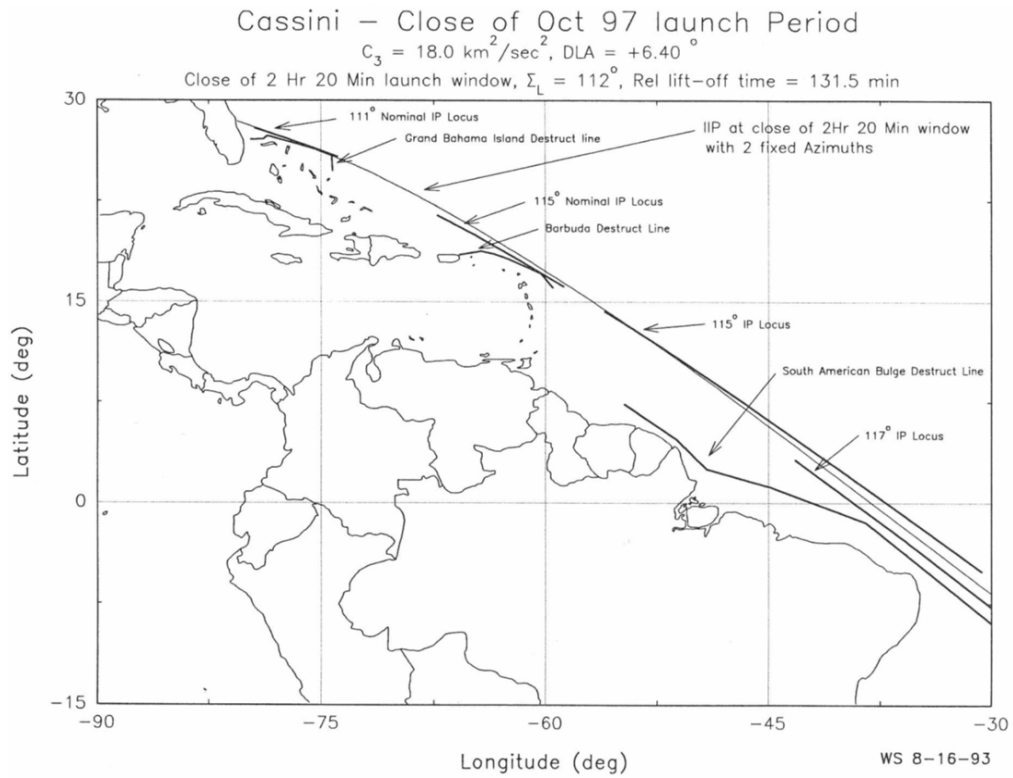 Cassini – Close of Oct 97 launch Period
C₃ = 18.0 km²/sec², DLA = +6.40 °
Close of 2 Hr 20 Min launch window, Σ_L = 112°, Rel lift–off time = 131.5 min
30
111° Nominal IP Locus
Grand Bahama Island Destruct line
IIP at close of 2Hr 20 Min window
with 2 fixed Azimuths
115° Nominal IP Locus
Barbuda Destruct Line
15
115° IP Locus
South American Bulge Destruct Line
117° IP Locus
Latitude (deg)
0
−15
−90
−75
−60
−45
−30
Longitude (deg)
WS 8–16–93